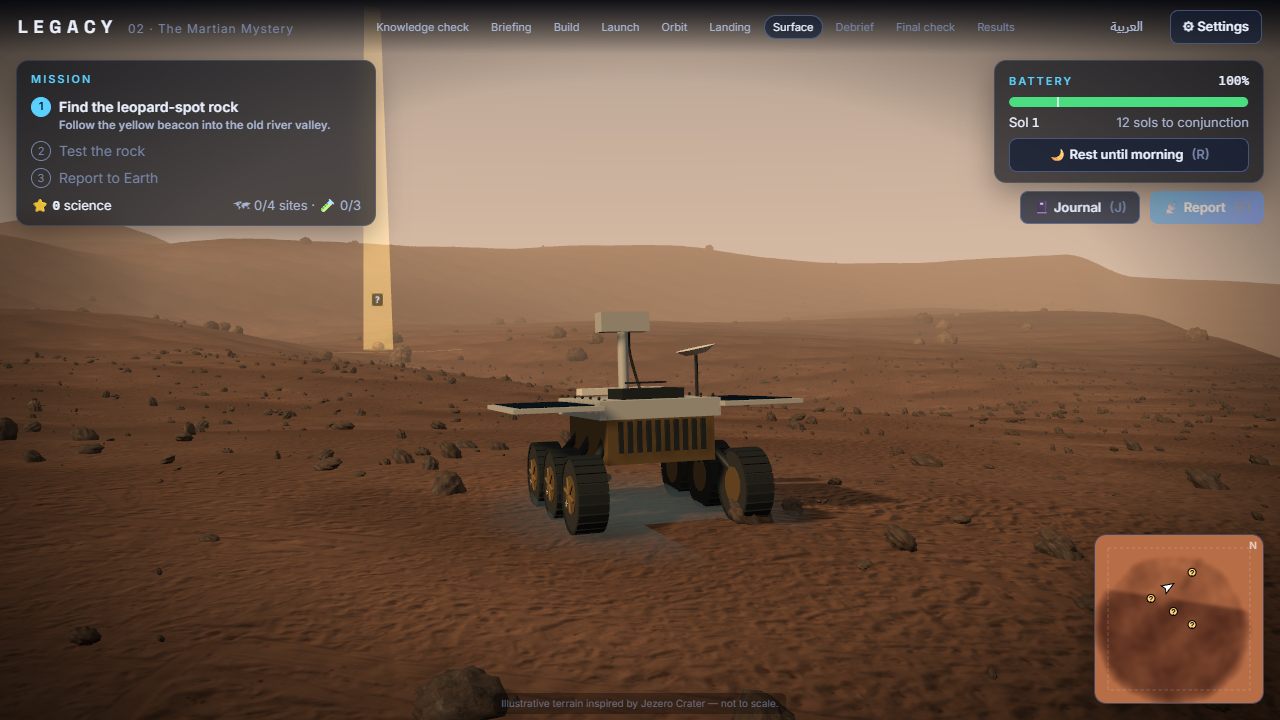 LEGACY 02 · The Martian Mystery
Knowledge check Briefing Build Launch Orbit Landing Surface Debrief Final check Results
العربية
⚙ Settings
MISSION
1 Find the leopard-spot rock
Follow the yellow beacon into the old river valley.
2 Test the rock
3 Report to Earth
0 science 0/4 sites · 0/3
BATTERY 100%
Sol 1 12 sols to conjunction
Rest until morning (R)
Journal (J) Report
?
N
?
?
?
?
Illustrative terrain inspired by Jezero Crater — not to scale.